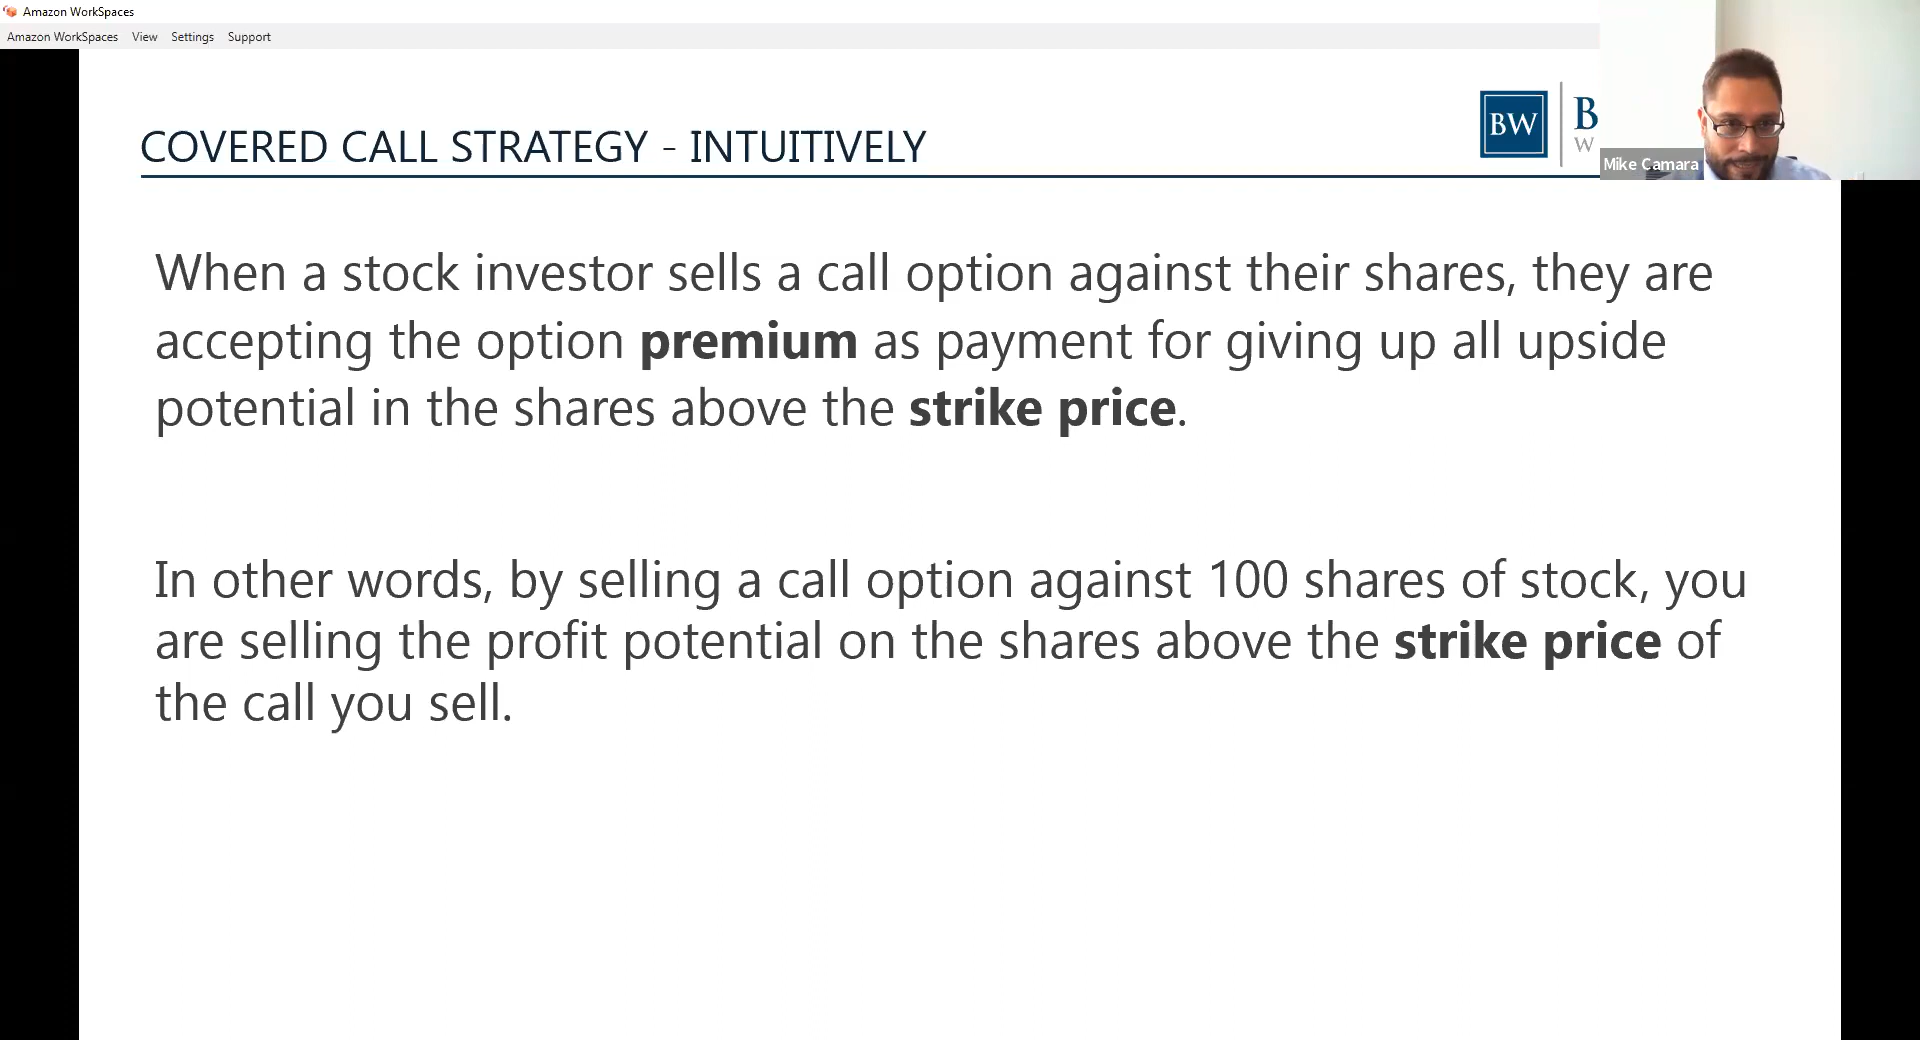 Amazon WorkSpaces
Amazon WorkSpaces View Settings Support
COVERED CALL STRATEGY - INTUITIVELY
BW
B
W
Mike Camara
When a stock investor sells a call option against their shares, they are
accepting the option premium as payment for giving up all upside
potential in the shares above the strike price.
In other words, by selling a call option against 100 shares of stock, you
are selling the profit potential on the shares above the strike price of
the call you sell.